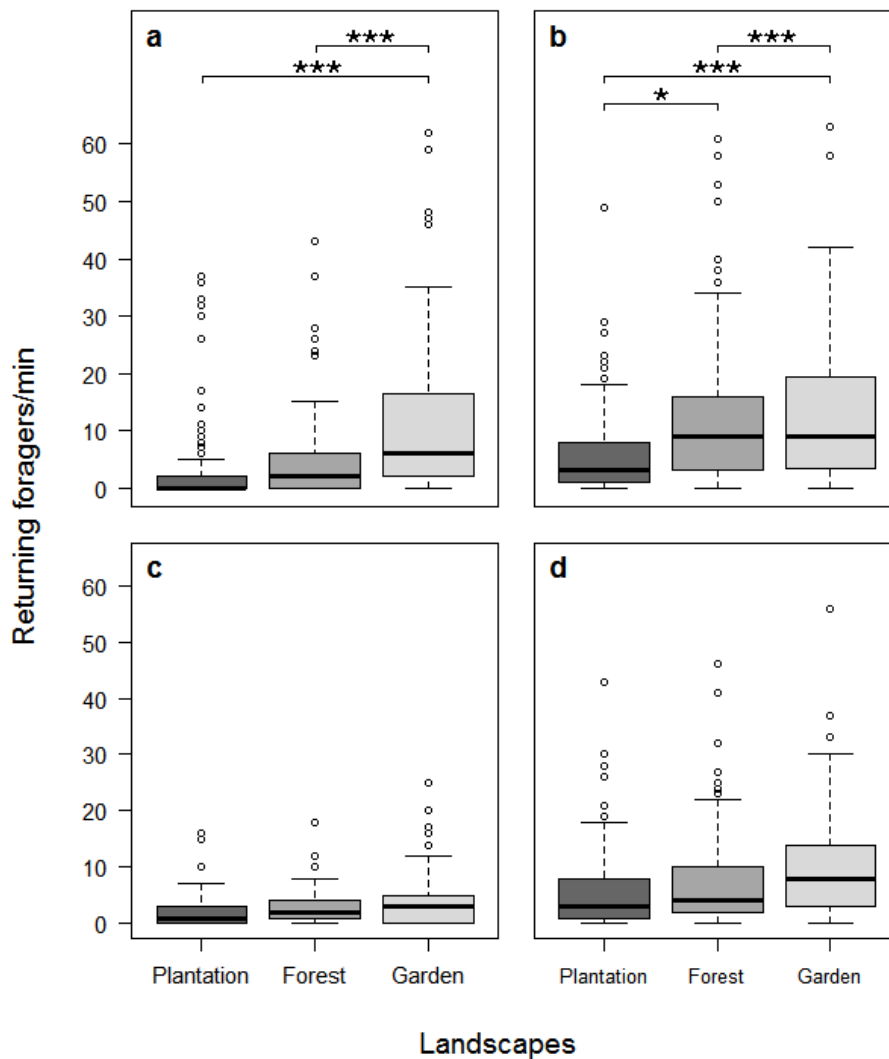 a
***
***
b
***
***
*
60
50
40
30
20
10
0
Returning foragers/min
c
d
60
50
40
30
20
10
0
Plantation Forest Garden
Plantation Forest Garden
Landscapes